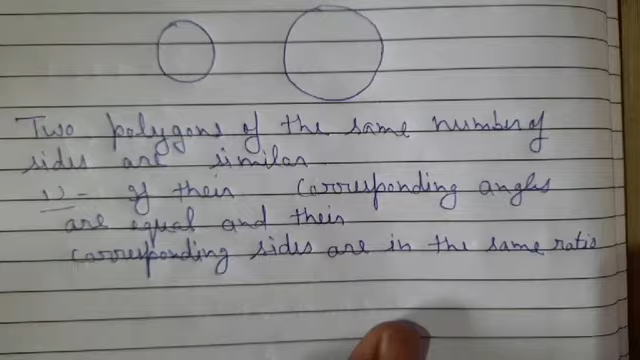 Two polygons of the same number of
sides are similar
1) - If their corresponding angles
are equal and their
corresponding sides are in the same ratio